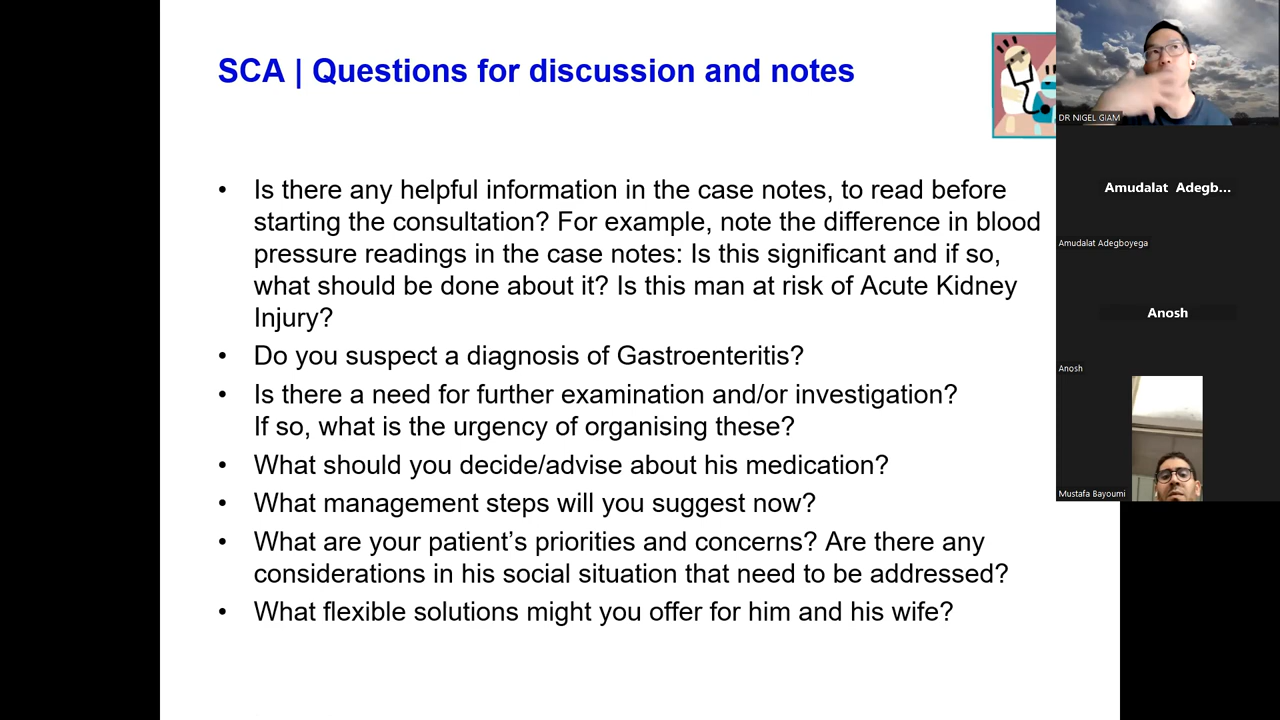 SCA | Questions for discussion and notes
• Is there any helpful information in the case notes, to read before
starting the consultation? For example, note the difference in blood
pressure readings in the case notes: Is this significant and if so,
what should be done about it? Is this man at risk of Acute Kidney
Injury?
• Do you suspect a diagnosis of Gastroenteritis?
• Is there a need for further examination and/or investigation?
If so, what is the urgency of organising these?
• What should you decide/advise about his medication?
• What management steps will you suggest now?
• What are your patient’s priorities and concerns? Are there any
considerations in his social situation that need to be addressed?
• What flexible solutions might you offer for him and his wife?
DR NIGEL GIAM
Amudalat Adegb...
Amudalat Adegboyega
Anosh
Anosh
Mustafa Bayoumi